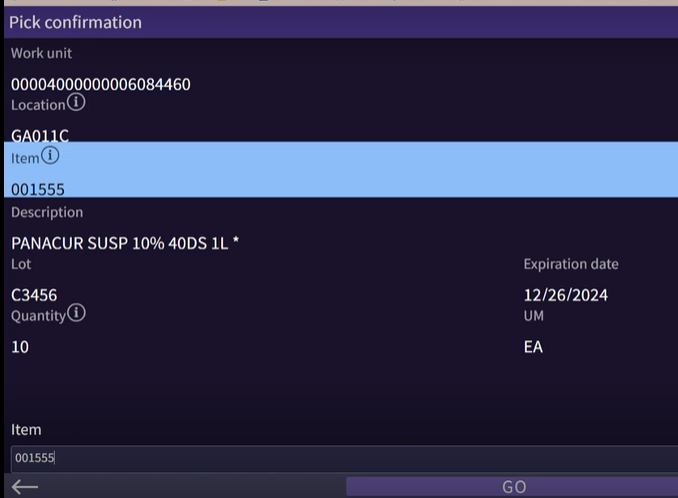 Pick confirmation
Work unit
00004000000006084460
Location
GA011C
Item
001555
Description
PANACUR SUSP 10% 40DS 1L *
Lot Expiration date
C3456 12/26/2024
Quantity UM
10 EA
Item
001555
GO